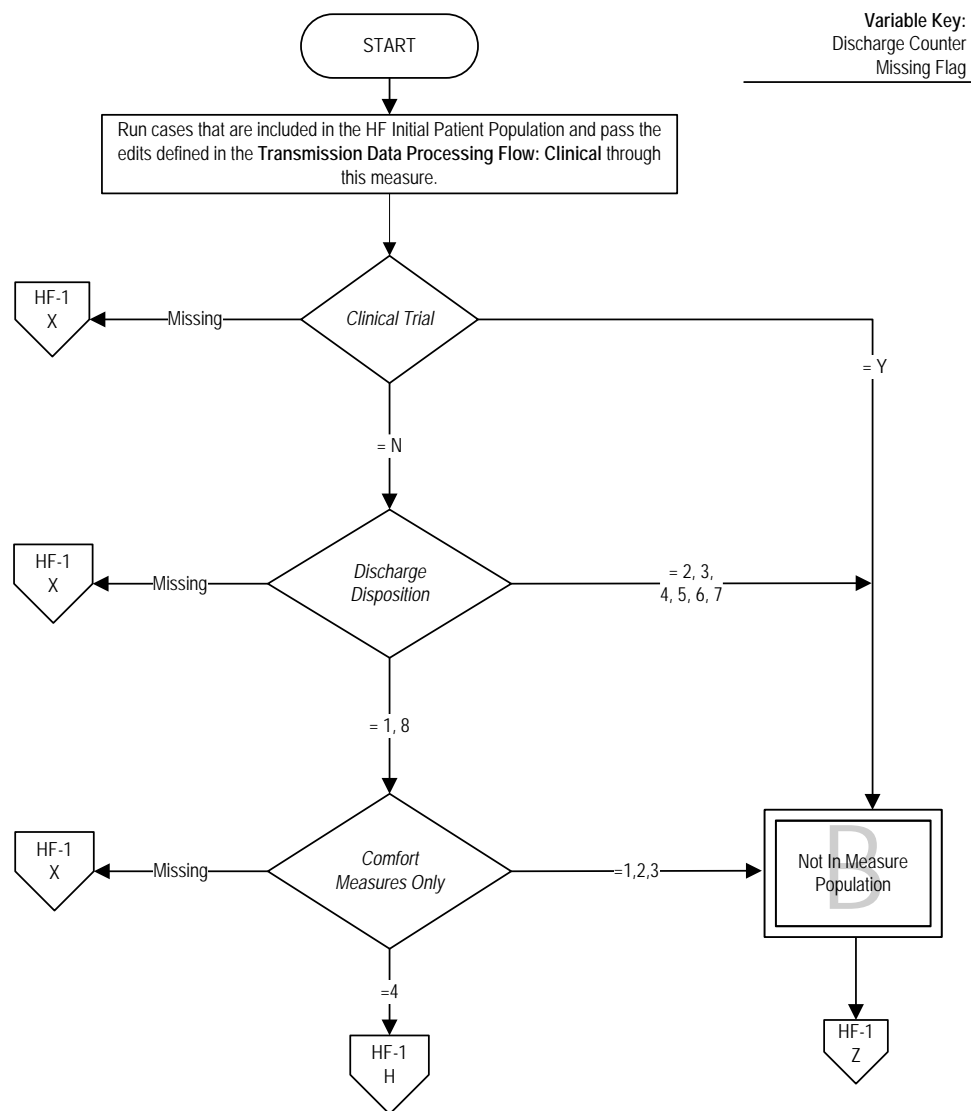 Variable Key:
Discharge Counter
Missing Flag
START
Run cases that are included in the HF Initial Patient Population and pass the
edits defined in the Transmission Data Processing Flow: Clinical through
this measure.
HF-1
X
Missing
Clinical Trial
= Y
= N
HF-1
X
Missing
Discharge
Disposition
= 2, 3,
4, 5, 6, 7
= 1, 8
HF-1
X
Missing
Comfort
Measures Only
=1,2,3
B
Not In Measure
Population
=4
HF-1
H
HF-1
Z